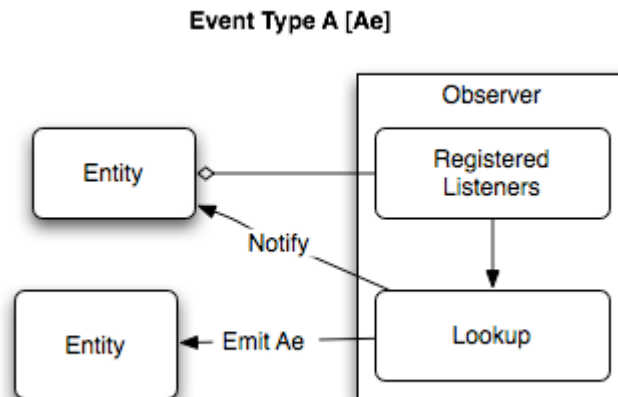 Event Type A [Ae]
Observer
Entity
Registered
Listeners
Notify
Entity
Emit Ae
Lookup